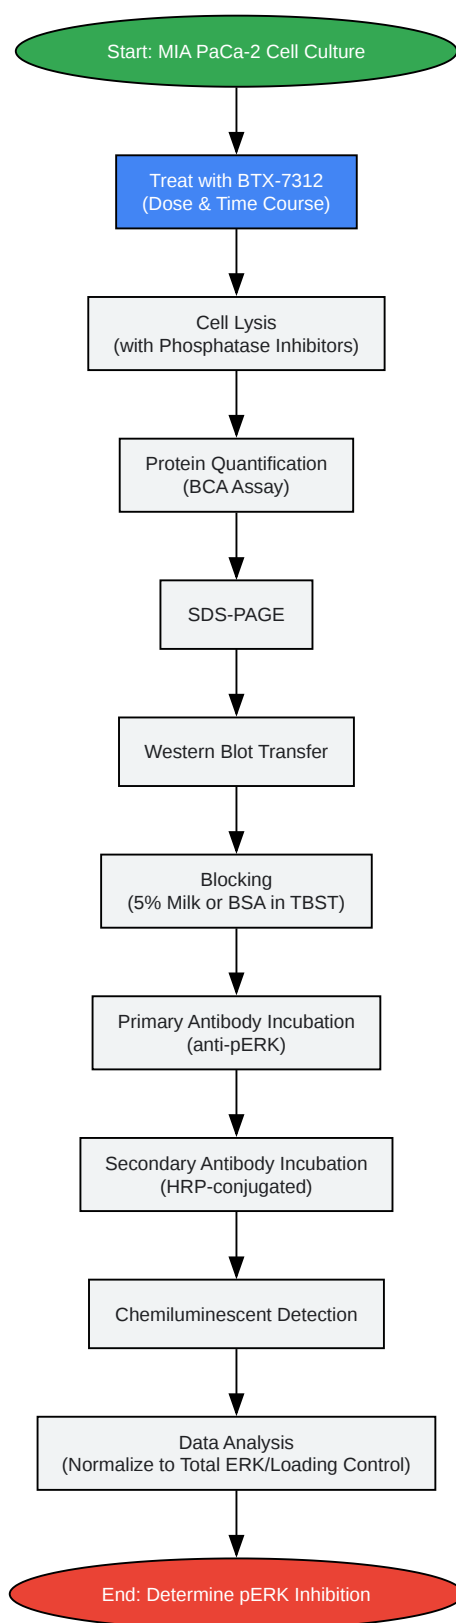 Start: MIA PaCa-2 Cell Culture
Treat with BTX-7312
(Dose & Time Course)
Cell Lysis
(with Phosphatase Inhibitors)
Protein Quantification
(BCA Assay)
SDS-PAGE
Western Blot Transfer
Blocking
(5% Milk or BSA in TBST)
Primary Antibody Incubation
(anti-pERK)
Secondary Antibody Incubation
(HRP-conjugated)
Chemiluminescent Detection
Data Analysis
(Normalize to Total ERK/Loading Control)
End: Determine pERK Inhibition